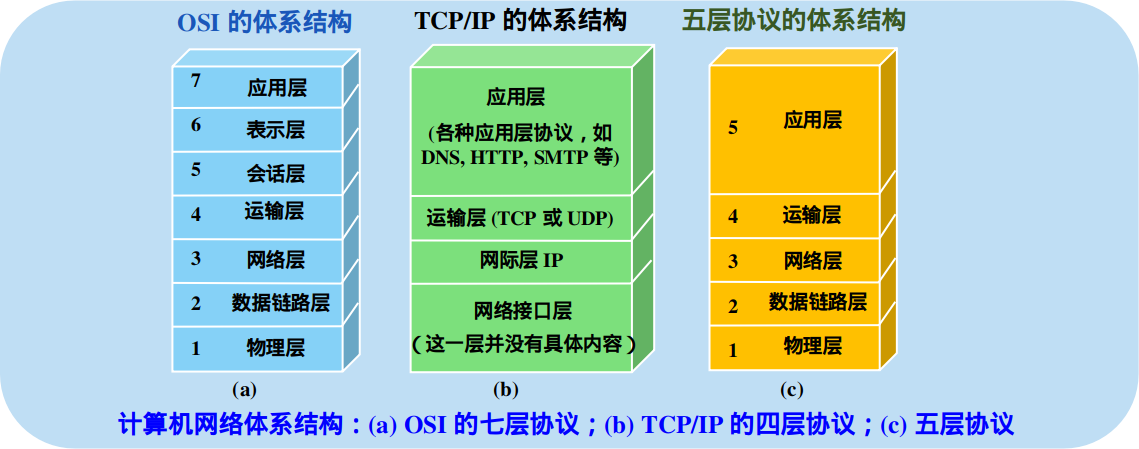 OSI 的体系结构
7 应用层
6 表示层
5 会话层
4 运输层
3 网络层
2 数据链路层
1 物理层
(a)
TCP/IP 的体系结构
应用层
(各种应用层协议，如
DNS, HTTP, SMTP 等)
运输层 (TCP 或 UDP)
网际层 IP
网络接口层
（这一层并没有具体内容）
(b)
五层协议的体系结构
5 应用层
4 运输层
3 网络层
2 数据链路层
1 物理层
(c)
计算机网络体系结构：(a) OSI 的七层协议；(b) TCP/IP 的四层协议；(c) 五层协议